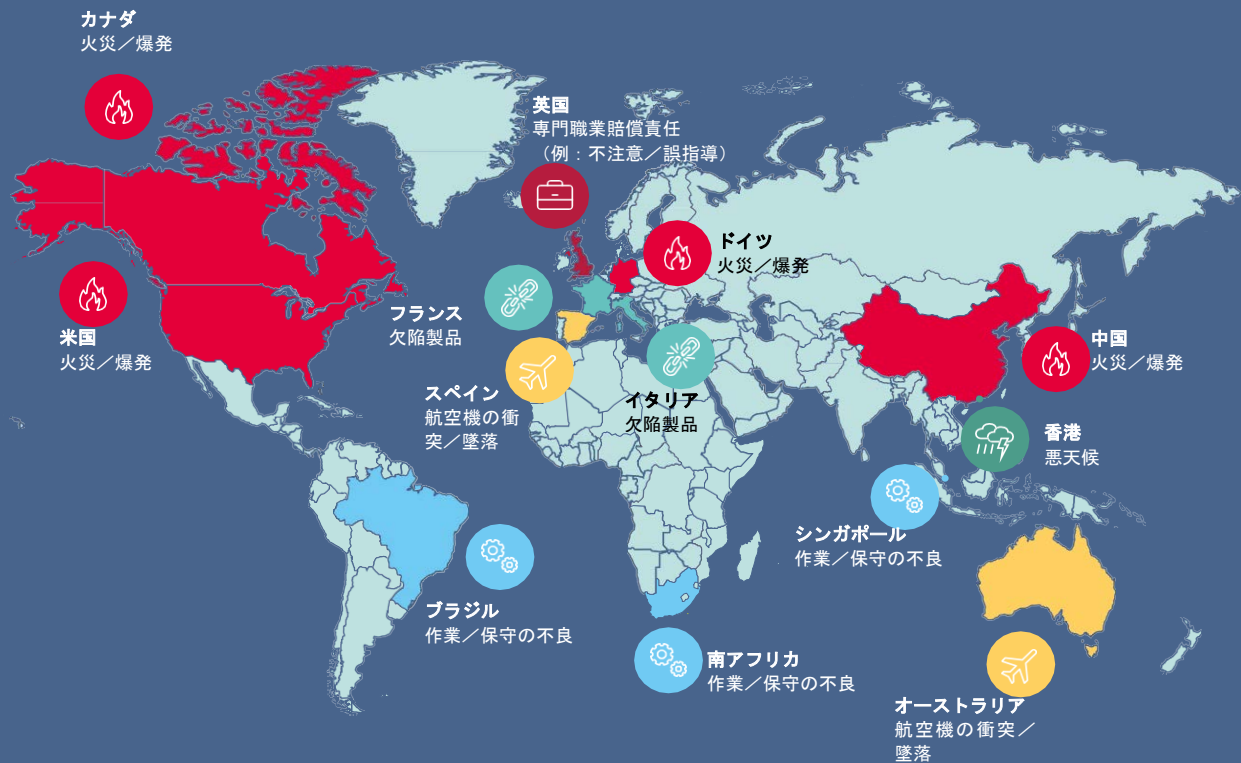 カナダ
火災／爆発
英国
専門職業賠償責任
（例：不注意／誤指導）
ドイツ
火災／爆発
フランス
欠陥製品
米国
火災／爆発
中国
火災／爆発
スペイン
航空機の衝
突／墜落
イタリア
欠陥製品
香港
悪天候
シンガポール
作業／保守の不良
ブラジル
作業／保守の不良
南アフリカ
作業／保守の不良
オーストラリア
航空機の衝突／
墜落